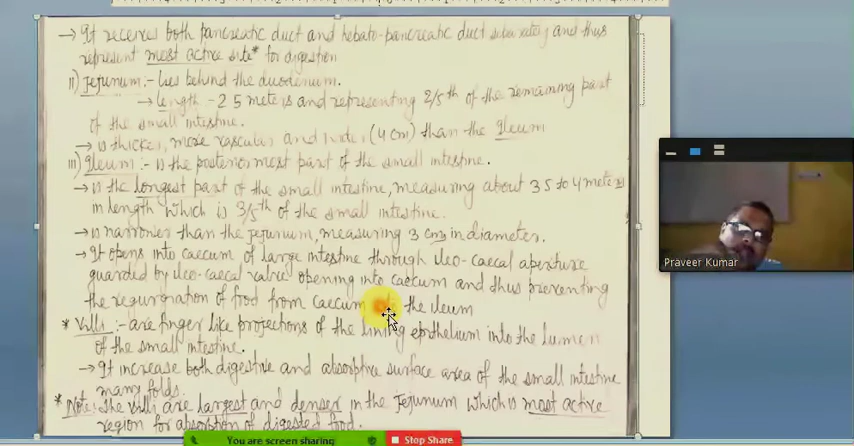 → It receives both pancreatic duct and hebato-pancreatic duct separately and thus
represent most active site* for digestion
ii) Jejunum:- lies behind the duodenum.
→ length - 2.5 meters and representing 2/5th of the remaining part
of the small intestine.
→ is thicker, more vascular and wider (4 cm) than the Ileum
iii) Ileum :- is the posterior most part of the small intestine.
→ is the longest part of the small intestine, measuring about 3.5 to 4 meters
in length which is 3/5th of the small intestine.
→ is narrower than the Jejunum, measuring 3 cm in diameter.
→ It opens into caecum of large intestine through ileo-caecal aperture
guarded by ileo-caecal valve opening into caecum and thus preventing
the regurgination of food from caecum to the ileum
* Villi :- are finger like projections of the lining epithelium into the lumen
of the small intestine.
→ It increase both digestive and absorptive surface area of the small intestine
many folds.
* Note: The villi are largest and denser in the Jejunum which is most active
region for absorption of digested food.
Praveer Kumar
You are screen sharing
Stop Share